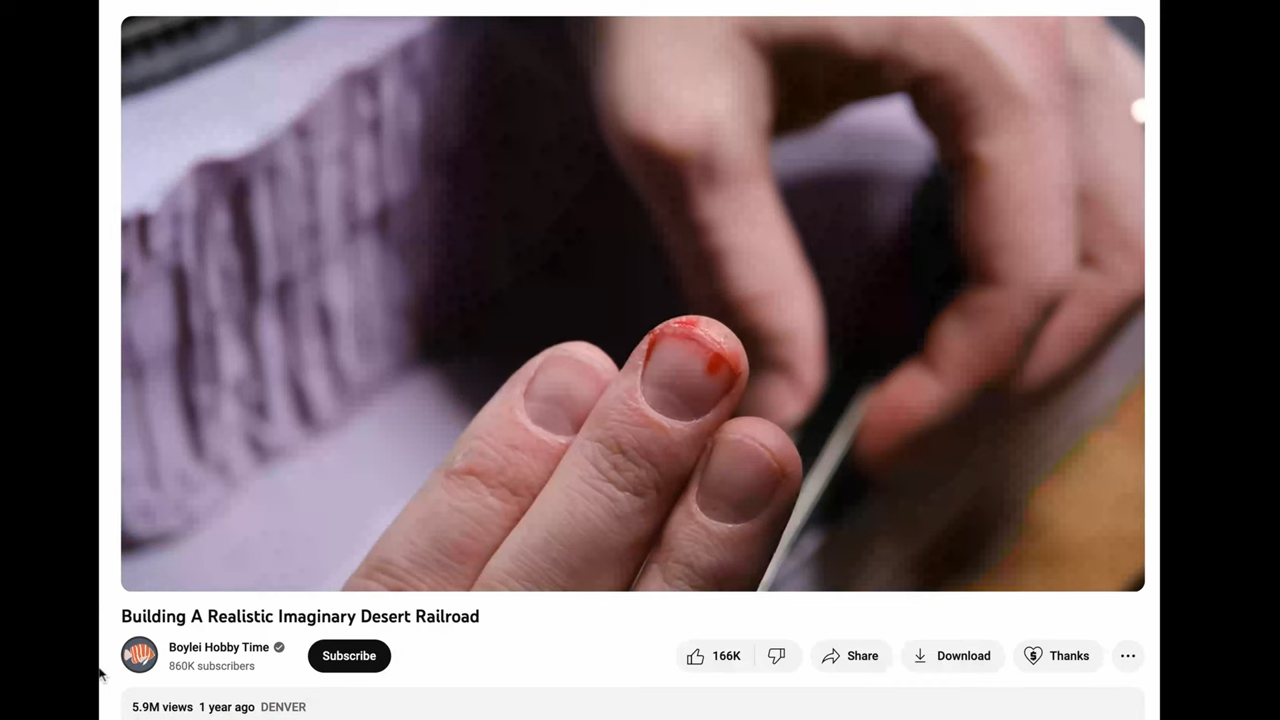 Building A Realistic Imaginary Desert Railroad
Boylei Hobby Time
860K subscribers
Subscribe
166K
Share
Download
Thanks
5.9M views 1 year ago DENVER